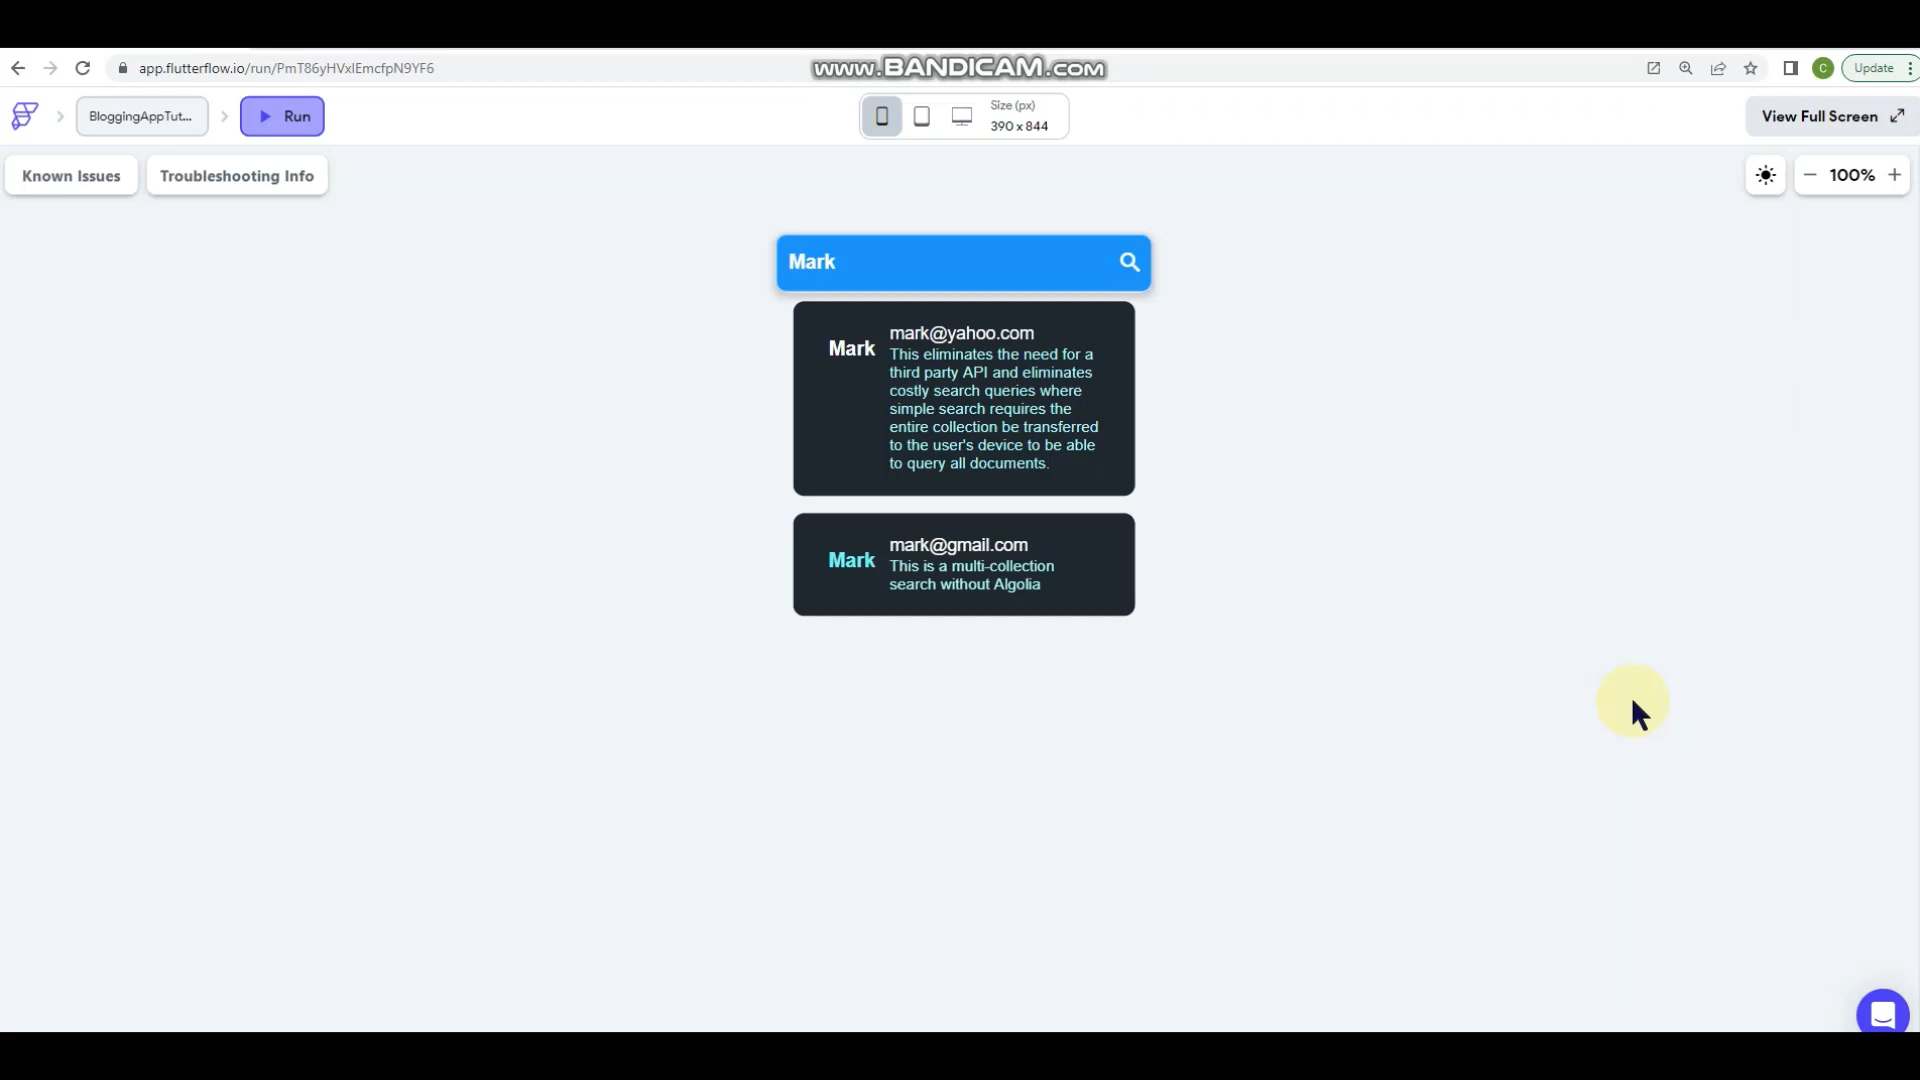 app.flutterflow.io/run/PmT86yHVxlEmcfpN9YF6
www.BANDICAM.com
C
Update
BloggingAppTut...
Run
Size (px)
390 x 844
View Full Screen
Known Issues
Troubleshooting Info
100%
Mark
Mark
mark@yahoo.com
This eliminates the need for a
third party API and eliminates
costly search queries where
simple search requires the
entire collection be transferred
to the user's device to be able
to query all documents.
Mark
mark@gmail.com
This is a multi-collection
search without Algolia